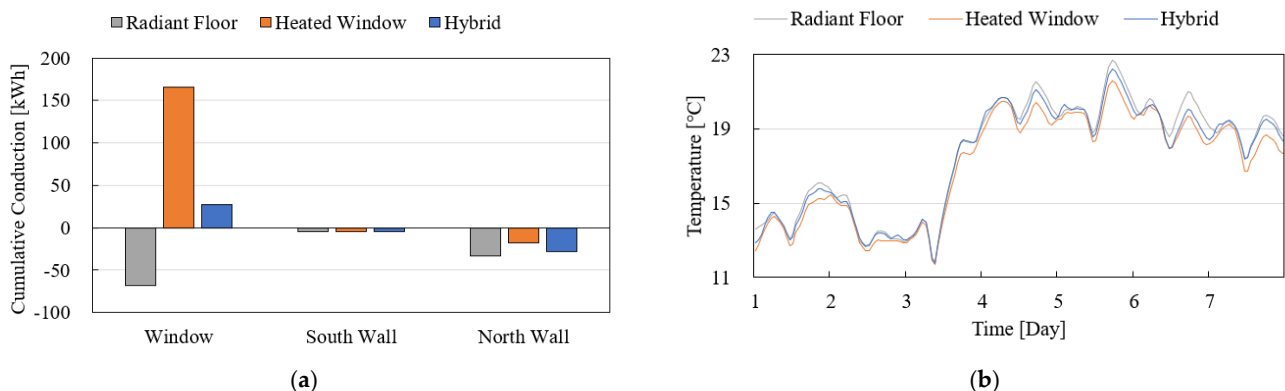 Radiant Floor Heated Window Hybrid
Cumulative Conduction [kWh]
200
150
100
50
0
-50
-100
Window South Wall North Wall
(a)
Radiant Floor Heated Window Hybrid
Temperature [°C]
23
19
15
11
1 2 3 4 5 6 7
Time [Day]
(b)